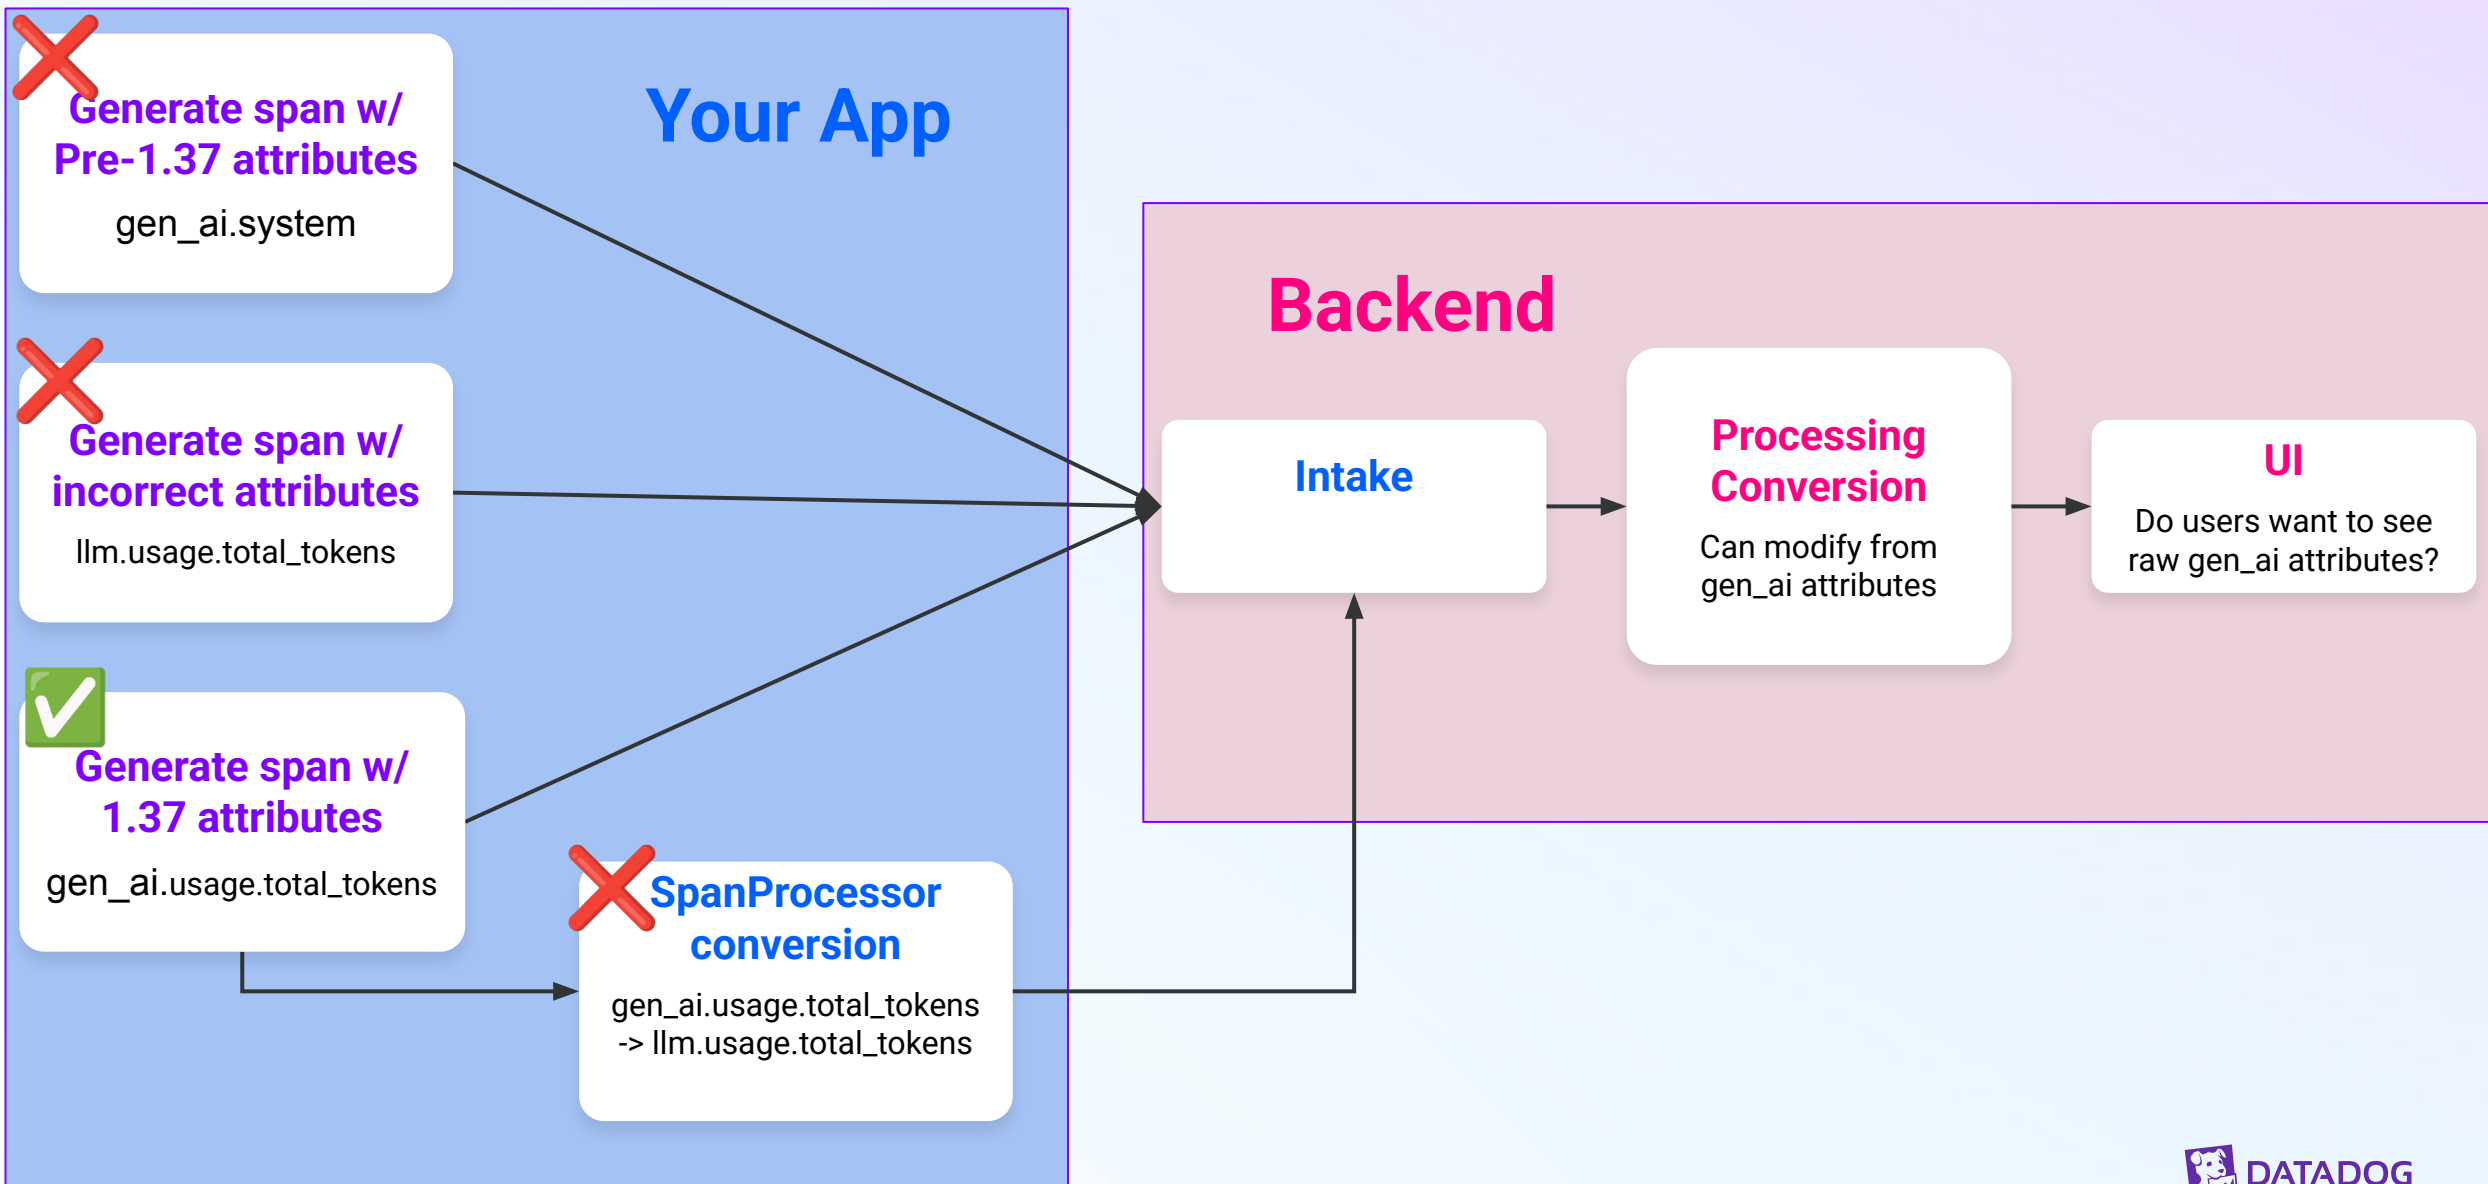 Generate span w/
Pre-1.37 attributes
gen_ai.system
Your App
Generate span w/
incorrect attributes
llm.usage.total_tokens
Generate span w/
1.37 attributes
gen_ai.usage.total_tokens
SpanProcessor
conversion
gen_ai.usage.total_tokens
-> llm.usage.total_tokens
Backend
Intake
Processing
Conversion
Can modify from
gen_ai attributes
UI
Do users want to see
raw gen_ai attributes?
DATADOG